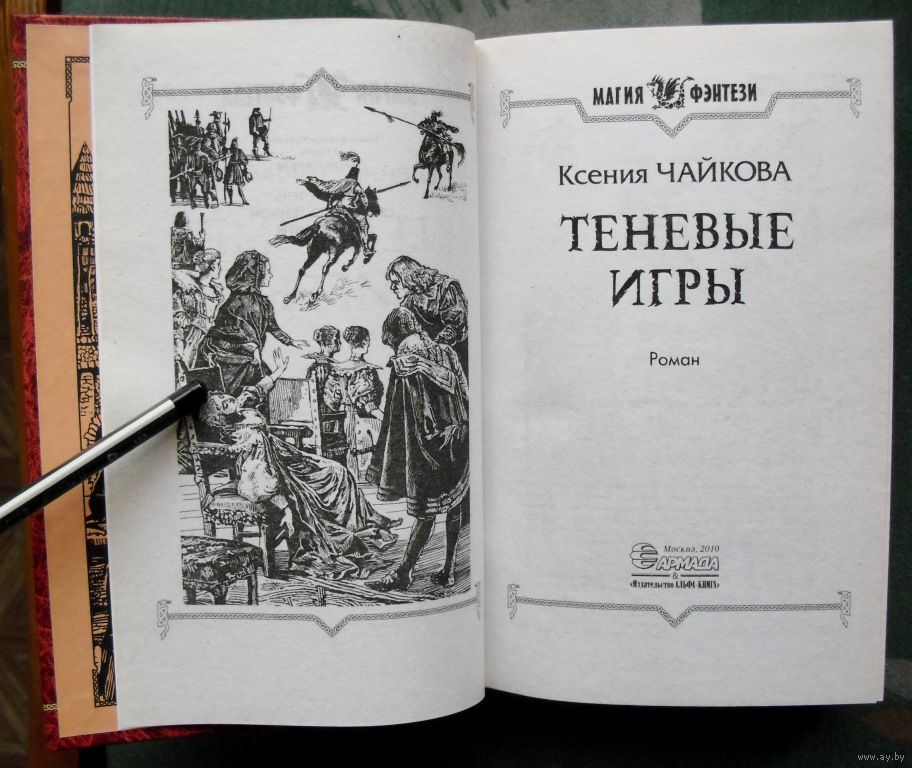 МАГИЯ ФЭНТЕЗИ
Ксения ЧАЙКОВА
ТЕНЕВЫЕ
ИГРЫ
Роман
Москва, 2010
АРМАДА
&
«Издательство АЛЬФА-КНИГА»
www.ay.by